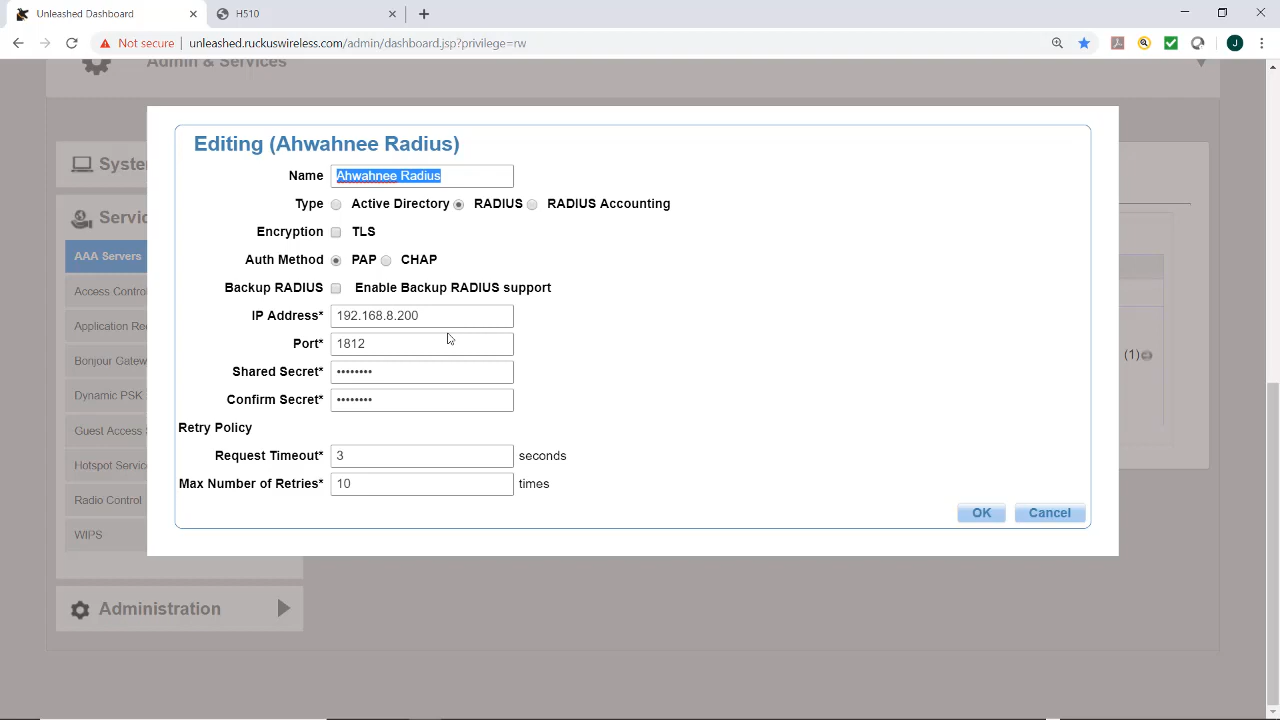 Unleashed Dashboard
H510
Not secure
unleashed.ruckuswireless.com/admin/dashboard.jsp?privilege=rw
J
Admin & Services
Editing (Ahwahnee Radius)
Name Ahwahnee Radius
Type Active Directory RADIUS RADIUS Accounting
Encryption TLS
Auth Method PAP CHAP
Backup RADIUS Enable Backup RADIUS support
IP Address* 192.168.8.200
Port* 1812
Shared Secret* ••••••••
Confirm Secret* ••••••••
Retry Policy
Request Timeout* 3 seconds
Max Number of Retries* 10 times
OK Cancel
Syste
Servic
AAA Servers
Access Contro
Application Re
Bonjour Gatew
Dynamic PSK
Guest Access
Hotspot Servic
Radio Control
WIPS
Administration
(1)